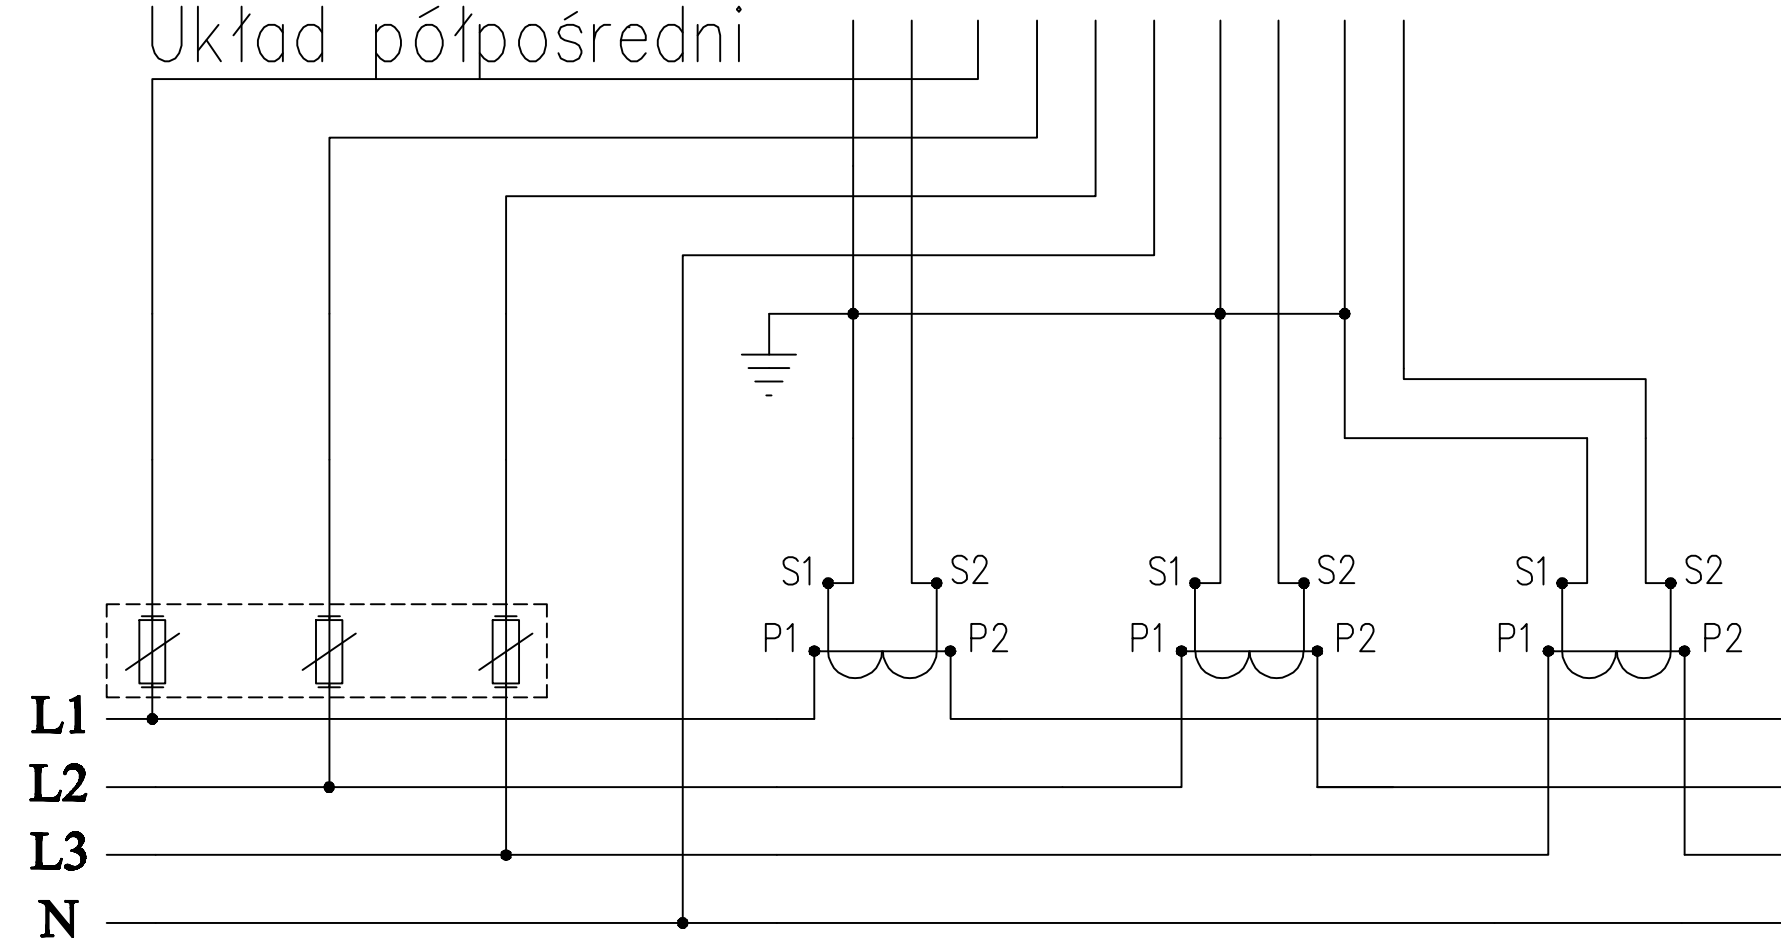 Układ półpośredni
S1 S2 S1 S2 S1 S2
P1 P2 P1 P2 P1 P2
L1
L2
L3
N